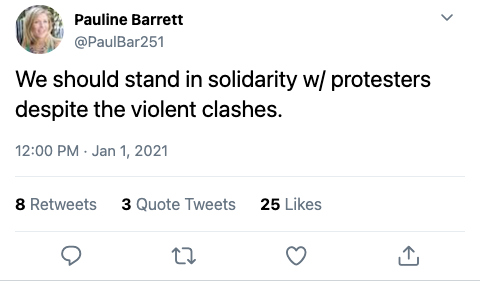 Pauline Barrett
@PaulBar251
We should stand in solidarity w/ protesters
despite the violent clashes.
12:00 PM · Jan 1, 2021
8 Retweets 3 Quote Tweets 25 Likes